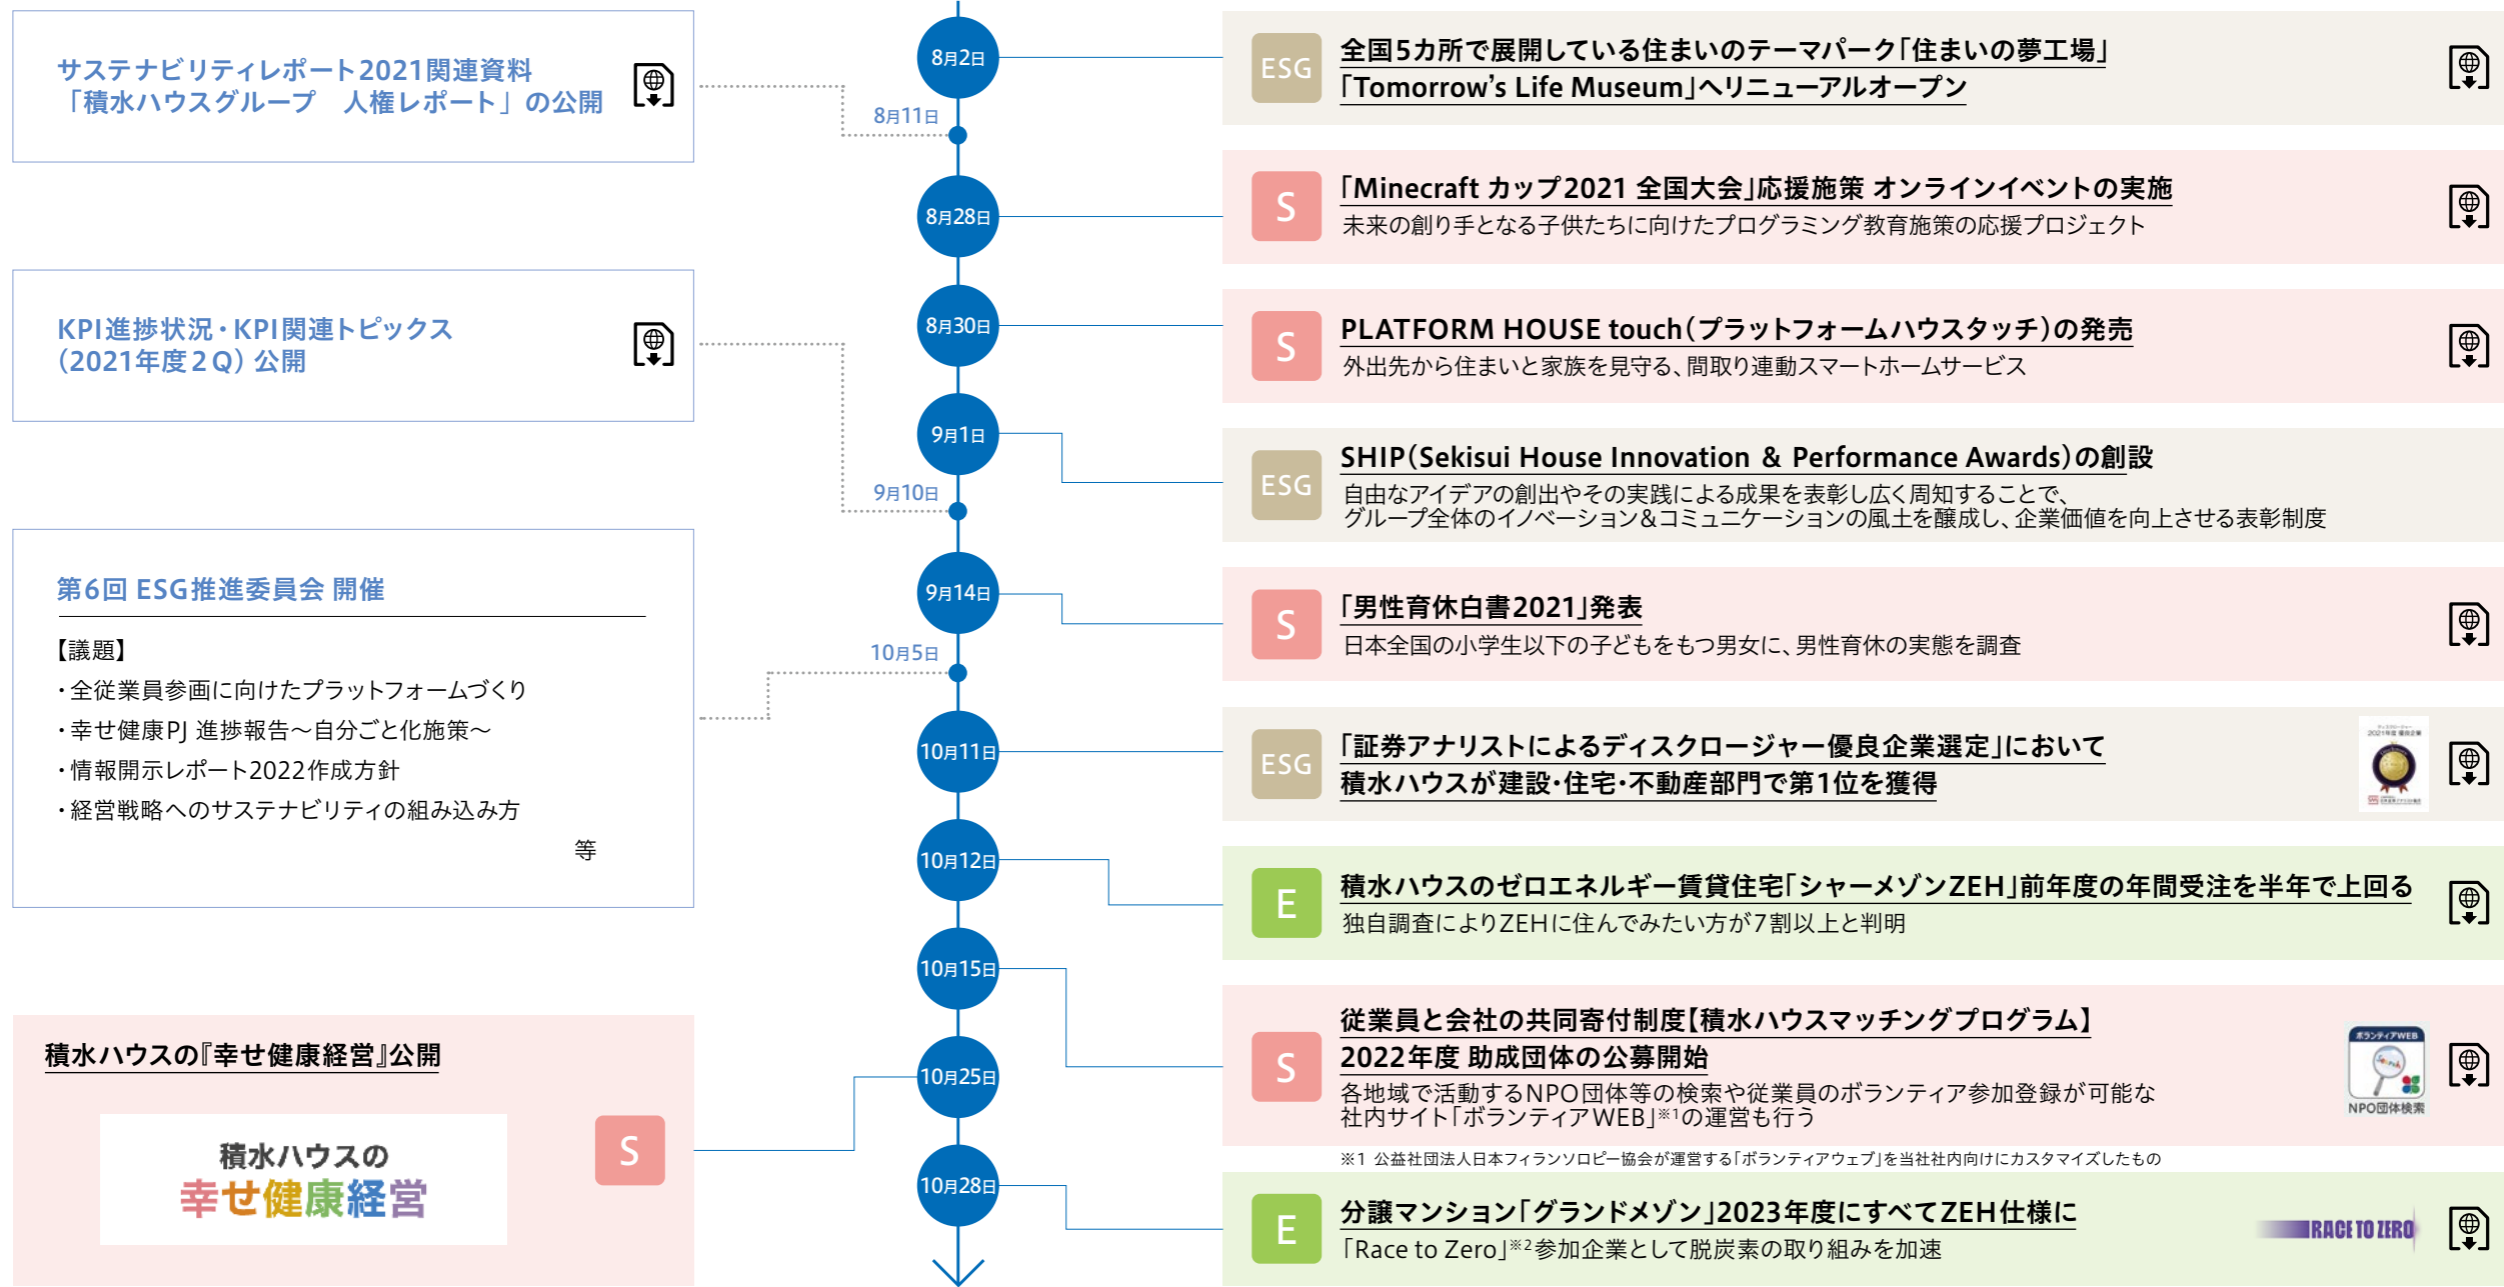 サステナビリティレポート2021関連資料
「積水ハウスグループ　人権レポート」の公開
8月11日
KPI進捗状況・KPI関連トピックス
（2021年度２Q）公開
9月10日
第6回 ESG推進委員会 開催
【議題】
・全従業員参画に向けたプラットフォームづくり
・幸せ健康PJ 進捗報告～自分ごと化施策～
・情報開示レポート2022作成方針
・経営戦略へのサステナビリティの組み込み方
等
10月5日
積水ハウスの『幸せ健康経営』公開
積水ハウスの
幸せ健康経営
S
8月2日
ESG
全国5カ所で展開している住まいのテーマパーク「住まいの夢工場」
「Tomorrow’s Life Museum」へリニューアルオープン
8月28日
S
「Minecraft カップ2021 全国大会」応援施策 オンラインイベントの実施
未来の創り手となる子供たちに向けたプログラミング教育施策の応援プロジェクト
8月30日
S
PLATFORM HOUSE touch（プラットフォームハウスタッチ）の発売
外出先から住まいと家族を見守る、間取り連動スマートホームサービス
9月1日
ESG
SHIP（Sekisui House Innovation ＆ Performance Awards）の創設
自由なアイデアの創出やその実践による成果を表彰し広く周知することで、
グループ全体のイノベーション＆コミュニケーションの風土を醸成し、企業価値を向上させる表彰制度
9月14日
S
「男性育休白書2021」発表
日本全国の小学生以下の子どもをもつ男女に、男性育休の実態を調査
10月11日
ESG
「証券アナリストによるディスクロージャー優良企業選定」において
積水ハウスが建設・住宅・不動産部門で第1位を獲得
ディスクロージャー
2021年度 優良企業
10月12日
E
積水ハウスのゼロエネルギー賃貸住宅「シャーメゾンZEH」前年度の年間受注を半年で上回る
独自調査によりZEHに住んでみたい方が7割以上と判明
10月15日
S
従業員と会社の共同寄付制度【積水ハウスマッチングプログラム】
2022年度 助成団体の公募開始
各地域で活動するNPO団体等の検索や従業員のボランティア参加登録が可能な
社内サイト「ボランティアWEB」※1の運営も行う
ボランティアWEB
Search
NPO団体検索
※1 公益社団法人日本フィランソロピー協会が運営する「ボランティアウェブ」を当社社内向けにカスタマイズしたもの
10月25日
10月28日
E
分譲マンション「グランドメゾン」2023年度にすべてZEH仕様に
「Race to Zero」※2参加企業として脱炭素の取り組みを加速
RACE TO ZERO